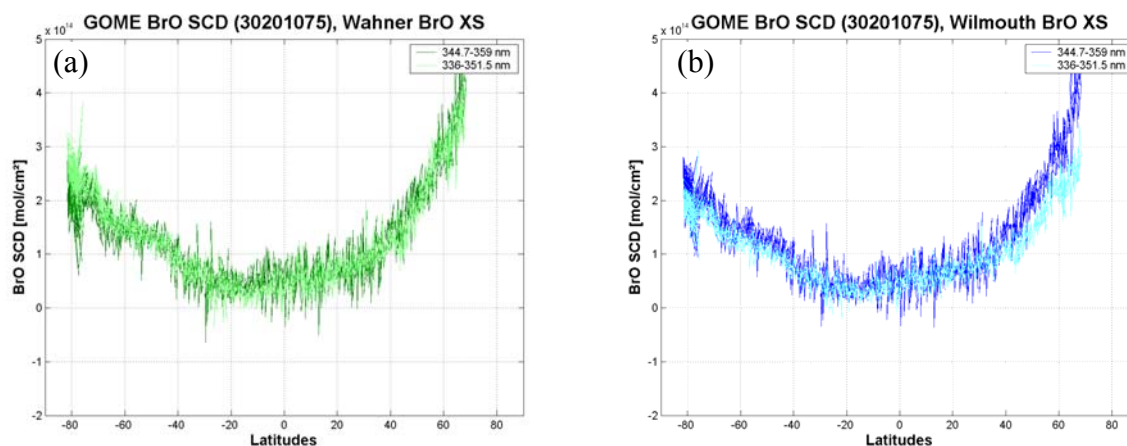 GOME BrO SCD (30201075), Wahner BrO XS
x 10¹⁴
(a)
344.7-359 nm
336-351.5 nm
5
4
3
2
1
0
-1
-2
BrO SCD [mol/cm²]
-80 -60 -40 -20 0 20 40 60 80
Latitudes
GOME BrO SCD (30201075), Wilmouth BrO XS
x 10¹⁴
(b)
344.7-359 nm
336-351.5 nm
5
4
3
2
1
0
-1
-2
BrO SCD [mol/cm²]
-80 -60 -40 -20 0 20 40 60 80
Latitudes